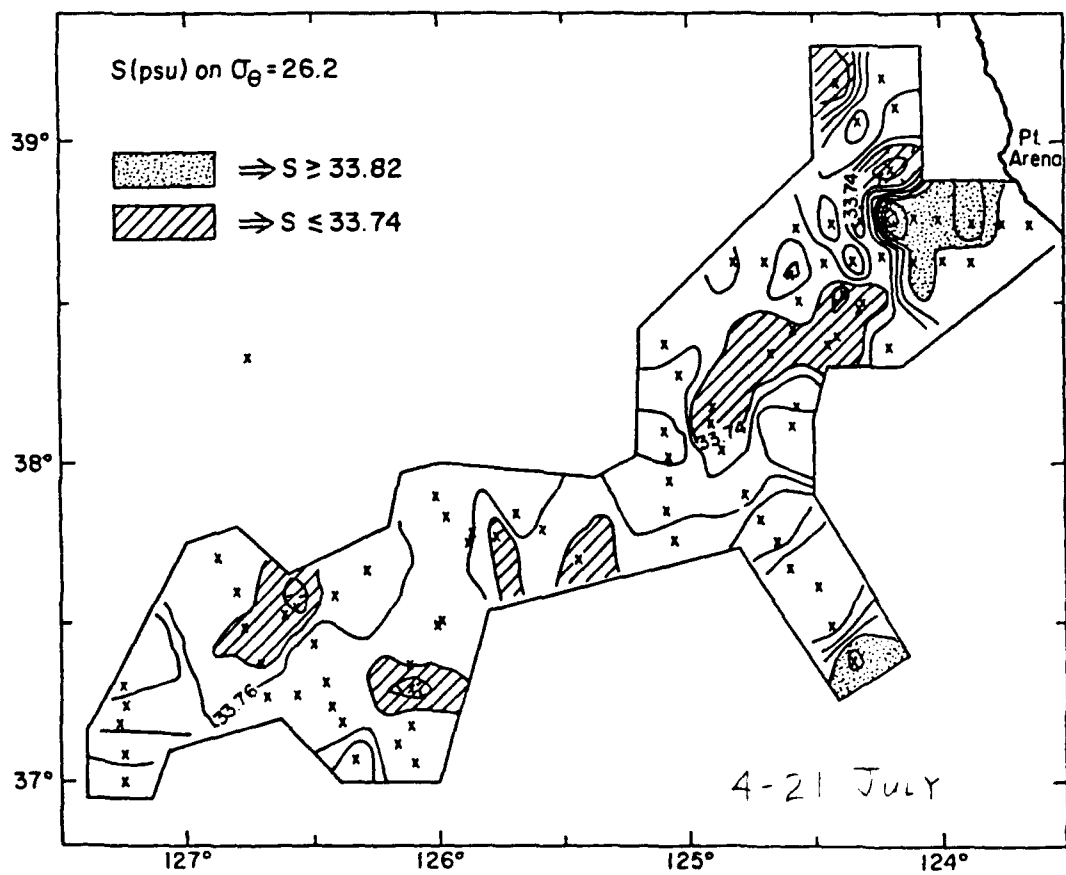 S(psu) on σθ=26.2
⇒ S ≥ 33.82
⇒ S ≤ 33.74
39°
38°
37°
Pt.
Arena
33.74
33.74
33.76
4-21 JULY
127°
126°
125°
124°